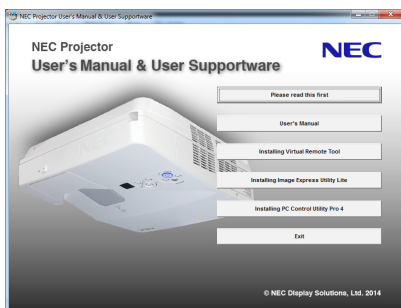 NEC Projector User's Manual & User Supportware
NEC Projector
NEC
User's Manual & User Supportware
Please read this first
User's Manual
Installing Virtual Remote Tool
Installing Image Express Utility Lite
Installing PC Control Utility Pro 4
Exit
© NEC Display Solutions, Ltd. 2014